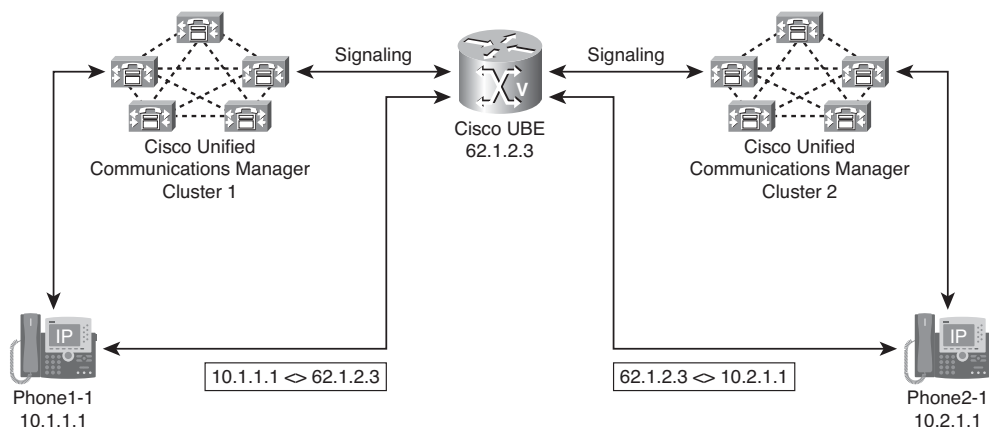 Signaling
Signaling
V
Cisco UBE
62.1.2.3
Cisco Unified
Communications Manager
Cluster 1
Cisco Unified
Communications Manager
Cluster 2
IP
IP
10.1.1.1 <> 62.1.2.3
62.1.2.3 <> 10.2.1.1
Phone1-1
10.1.1.1
Phone2-1
10.2.1.1